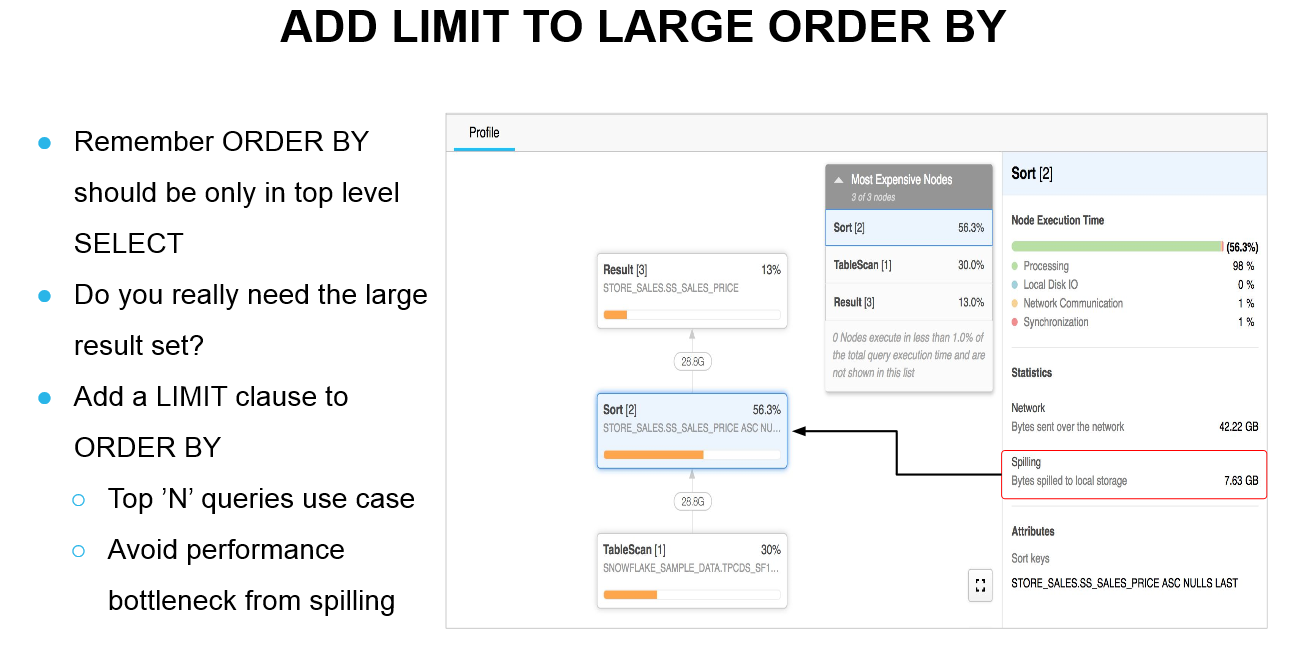 ADD LIMIT TO LARGE ORDER BY
Remember ORDER BY
should be only in top level
SELECT
Do you really need the large
result set?
Add a LIMIT clause to
ORDER BY
Top ’N’ queries use case
Avoid performance
bottleneck from spilling
Profile
Result [3] 13%
STORE_SALES.SS_SALES_PRICE
28.8G
Sort [2] 56.3%
STORE_SALES.SS_SALES_PRICE ASC NU...
28.8G
TableScan [1] 30%
SNOWFLAKE_SAMPLE_DATA.TPCDS_SF1...
Most Expensive Nodes
3 of 3 nodes
Sort [2] 56.3%
TableScan [1] 30.0%
Result [3] 13.0%
0 Nodes execute in less than 1.0% of
the total query execution time and are
not shown in this list
Sort [2]
Node Execution Time
(56.3%)
Processing 98 %
Local Disk IO 0 %
Network Communication 1 %
Synchronization 1 %
Statistics
Network
Bytes sent over the network 42.22 GB
Spilling
Bytes spilled to local storage 7.63 GB
Attributes
Sort keys
STORE_SALES.SS_SALES_PRICE ASC NULLS LAST